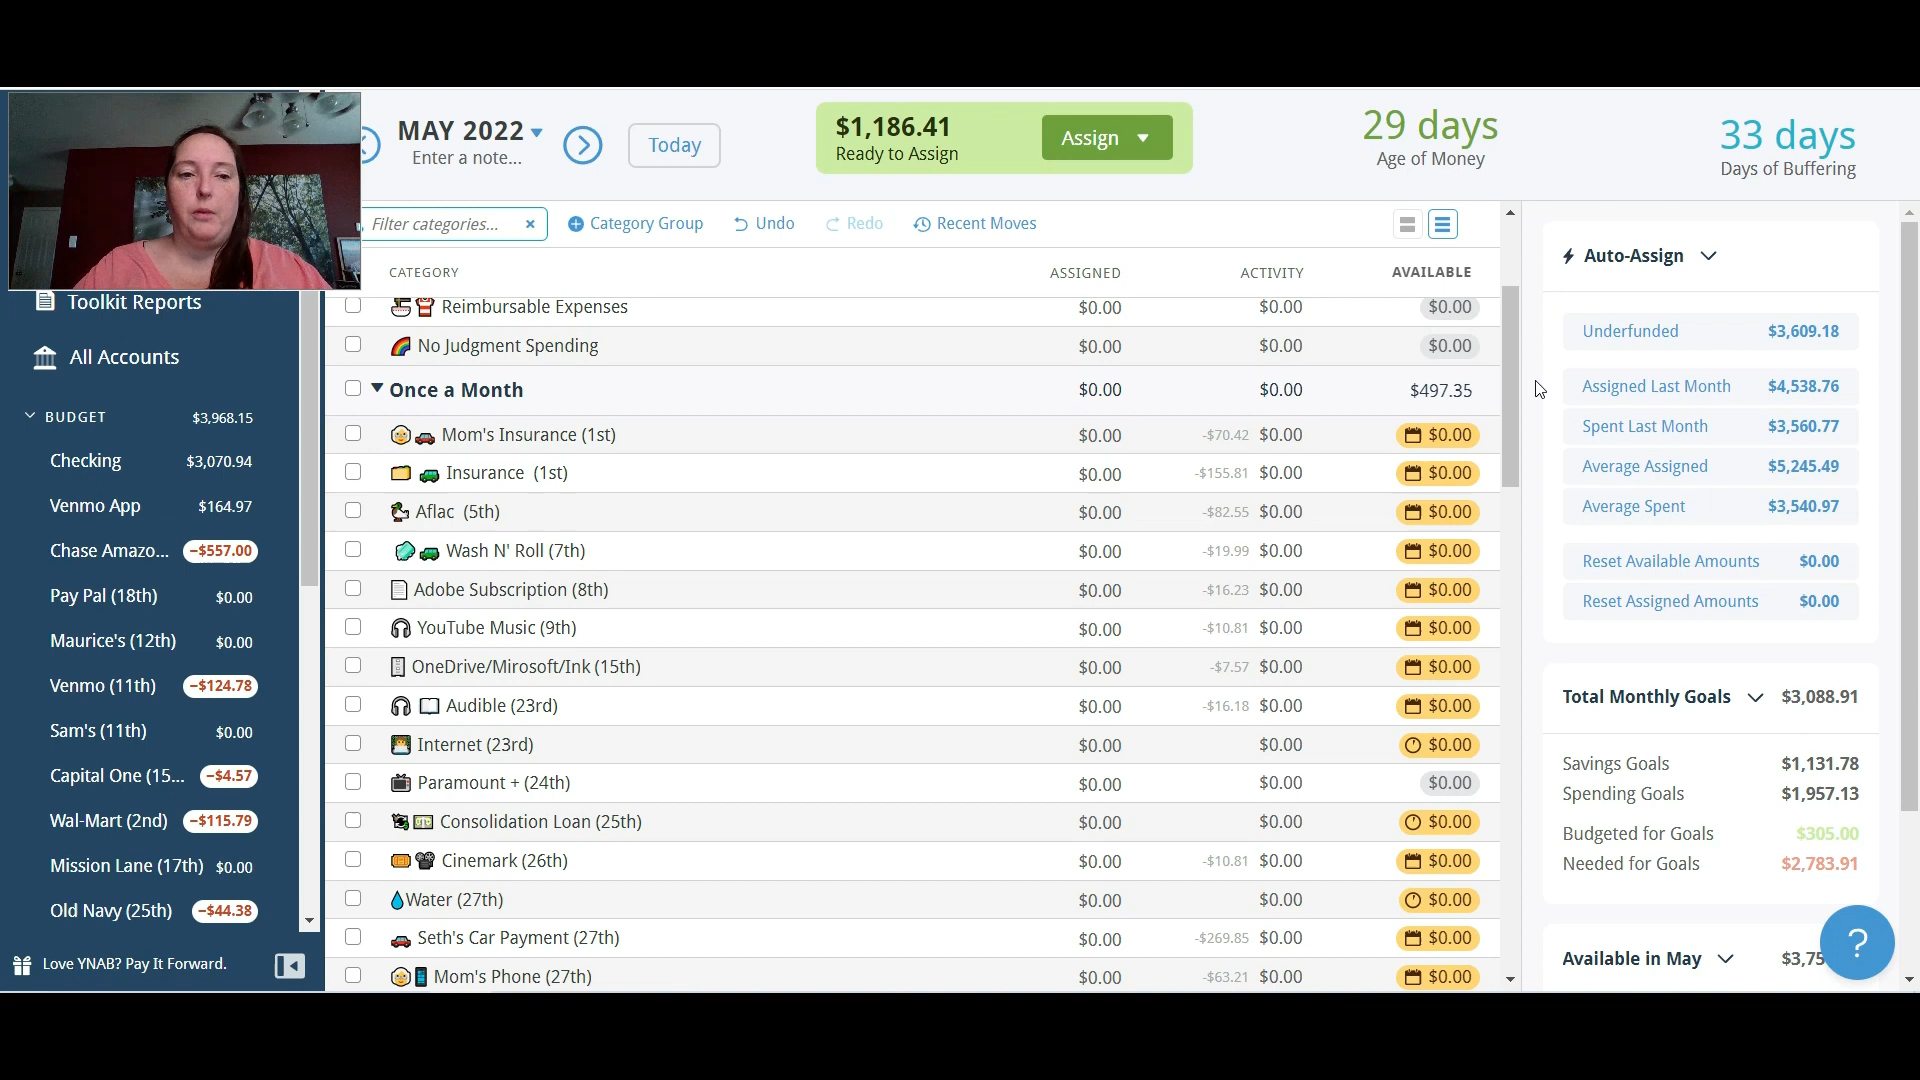 MAY 2022
Enter a note...
Today
$1,186.41
Ready to Assign
Assign
29 days
Age of Money
33 days
Days of Buffering
Filter categories...
Category Group
Undo
Redo
Recent Moves
CATEGORY ASSIGNED ACTIVITY AVAILABLE
Reimbursable Expenses $0.00 $0.00 $0.00
No Judgment Spending $0.00 $0.00 $0.00
Once a Month $0.00 $0.00 $497.35
Mom's Insurance (1st) $0.00 -$70.42 $0.00 $0.00
Insurance (1st) $0.00 -$155.81 $0.00 $0.00
Aflac (5th) $0.00 -$82.55 $0.00 $0.00
Wash N' Roll (7th) $0.00 -$19.99 $0.00 $0.00
Adobe Subscription (8th) $0.00 -$16.23 $0.00 $0.00
YouTube Music (9th) $0.00 -$10.81 $0.00 $0.00
OneDrive/Mirosoft/Ink (15th) $0.00 -$7.57 $0.00 $0.00
Audible (23rd) $0.00 -$16.18 $0.00 $0.00
Internet (23rd) $0.00 $0.00 $0.00
Paramount + (24th) $0.00 $0.00 $0.00
Consolidation Loan (25th) $0.00 $0.00 $0.00
Cinemark (26th) $0.00 -$10.81 $0.00 $0.00
Water (27th) $0.00 $0.00 $0.00
Seth's Car Payment (27th) $0.00 -$269.85 $0.00 $0.00
Mom's Phone (27th) $0.00 -$63.21 $0.00 $0.00
Toolkit Reports
All Accounts
BUDGET $3,968.15
Checking $3,070.94
Venmo App $164.97
Chase Amazo... −$557.00
Pay Pal (18th) $0.00
Maurice's (12th) $0.00
Venmo (11th) −$124.78
Sam's (11th) $0.00
Capital One (15... −$4.57
Wal-Mart (2nd) −$115.79
Mission Lane (17th) $0.00
Old Navy (25th) −$44.38
Love YNAB? Pay It Forward.
Auto-Assign
Underfunded $3,609.18
Assigned Last Month $4,538.76
Spent Last Month $3,560.77
Average Assigned $5,245.49
Average Spent $3,540.97
Reset Available Amounts $0.00
Reset Assigned Amounts $0.00
Total Monthly Goals $3,088.91
Savings Goals $1,131.78
Spending Goals $1,957.13
Budgeted for Goals $305.00
Needed for Goals $2,783.91
Available in May $3,75
?